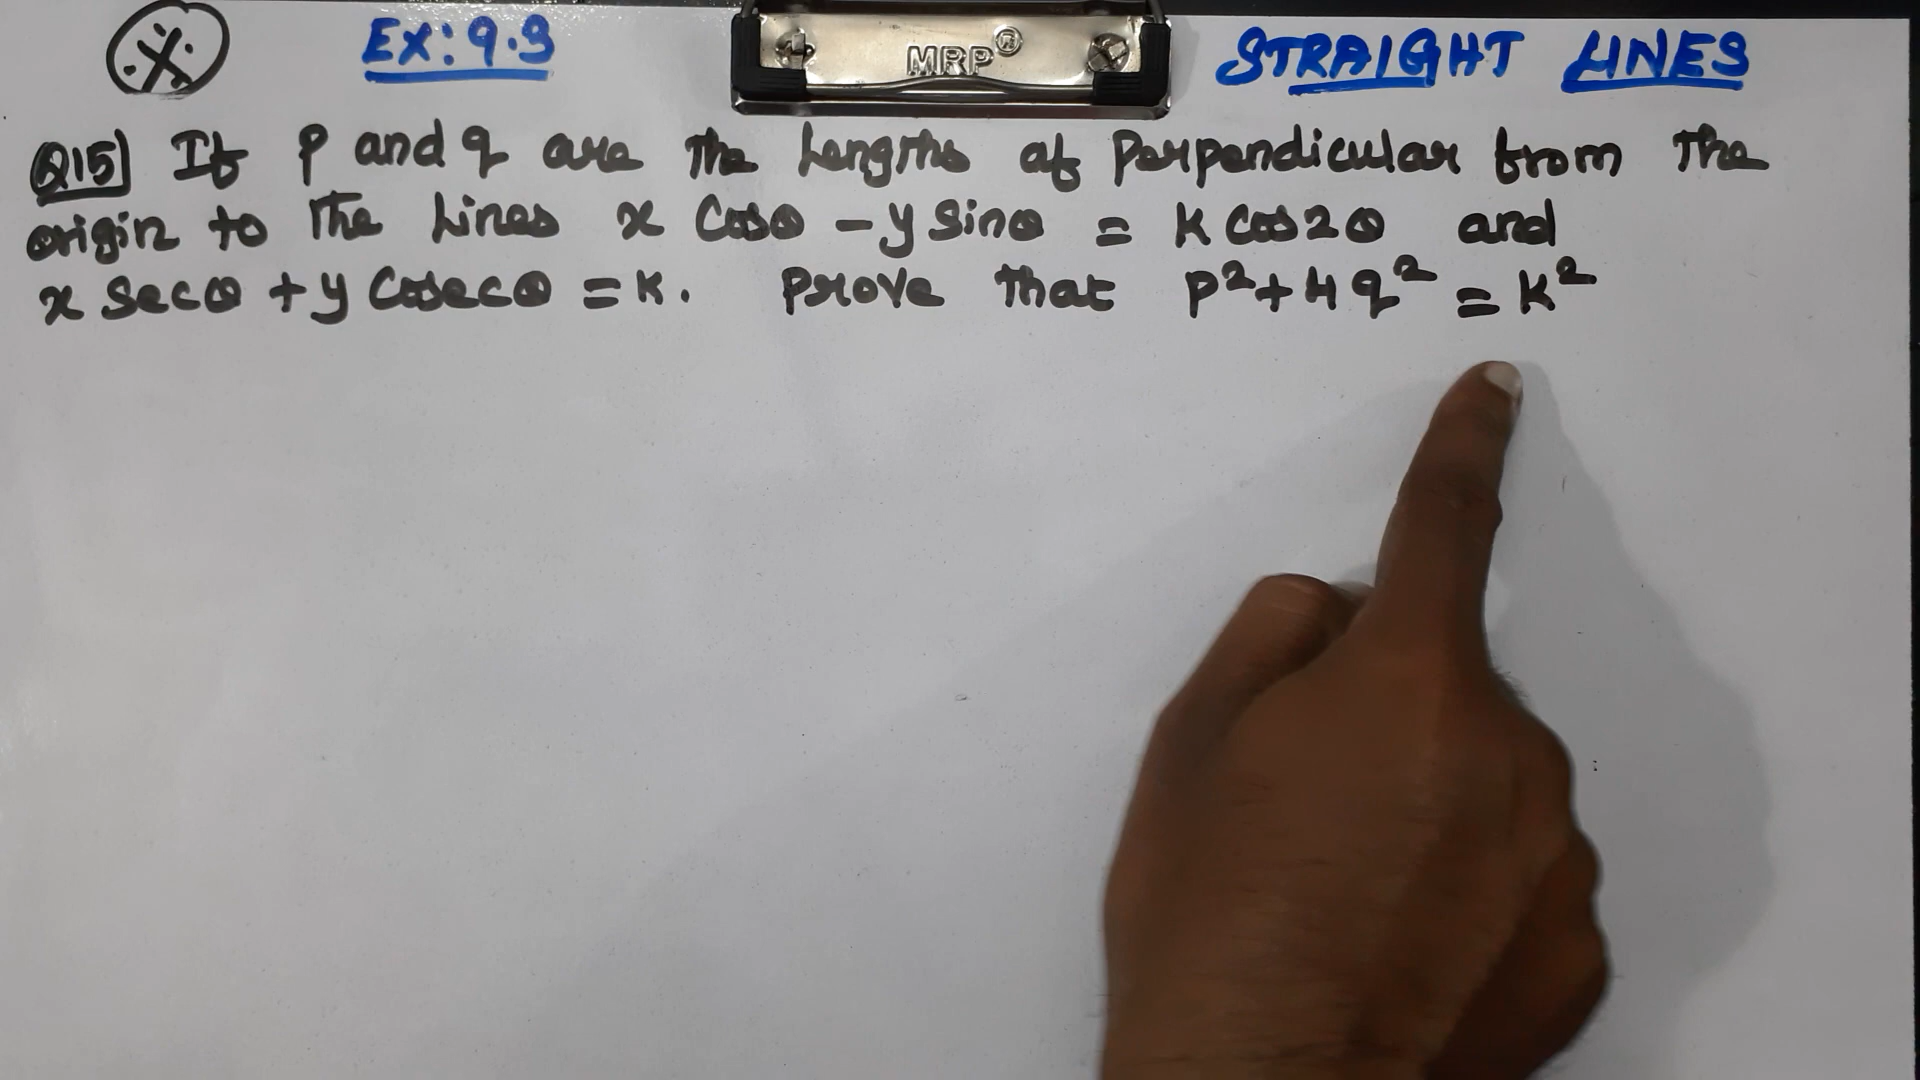 Ex: 9.3
MRP®
STRAIGHT LINES
Q15] If p and q are the lengths of perpendicular from the
origin to the lines x cosθ - y sinθ = k cos2θ and
x secθ + y cosecθ = k. Prove that p²+4q² = k²